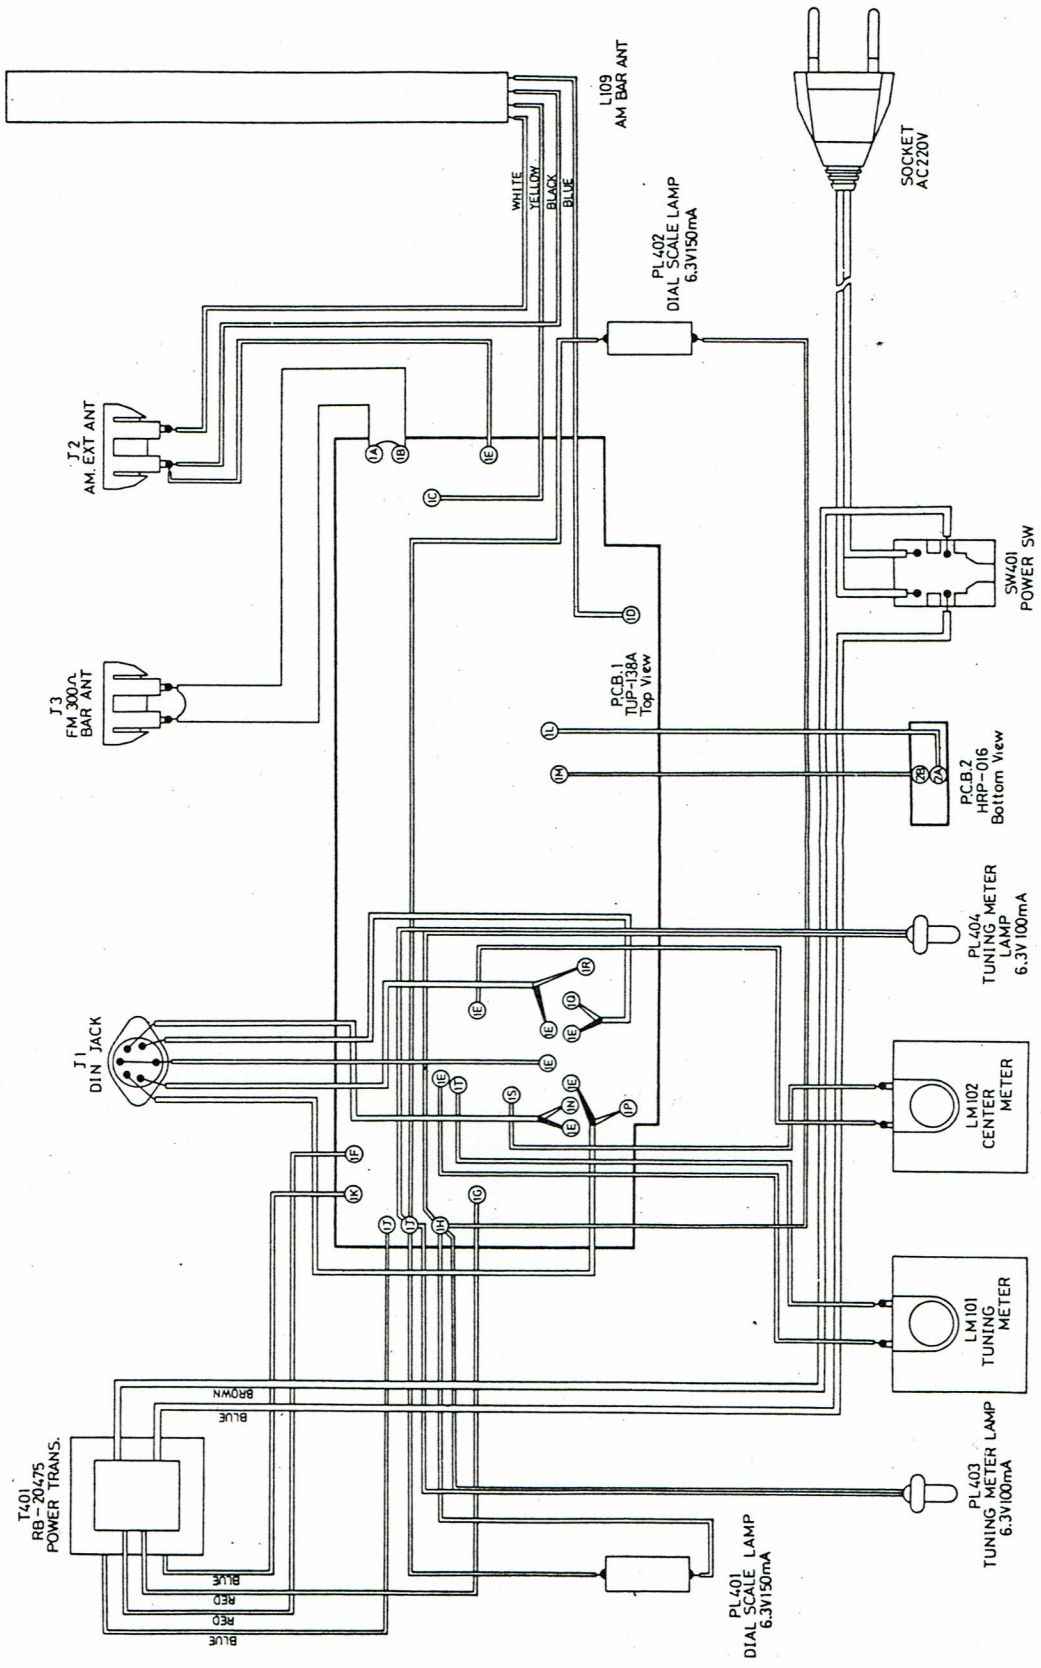 L109
AM BAR ANT
SOCKET
AC220V
WHITE
YELLOW
BLACK
BLUE
PL402
DIAL SCALE LAMP
6.3V150mA
J2
AM. EXT ANT
1A
1B
1E
1C
1D
SW401
POWER SW
J3
FM 300Ω
BAR ANT
P.C.B.1
TUP-138A
Top View
1L
1M
2B
2A
P.C.B.2
HRP-016
Bottom View
PL404
TUNING METER
LAMP
6.3V 100mA
J1
DIN JACK
1R
1E
1E
1Q
1E
1E
1E
1T
1S
1E
1N
1E
1P
LM102
CENTER
METER
1F
1K
1J
1J
1H
1G
LM101
TUNING
METER
BROWN
BLUE
T401
RB-20475
POWER TRANS.
BLUE
RED
RED
BLUE
PL403
TUNING METER LAMP
6.3V100mA
PL401
DIAL SCALE LAMP
6.3V150mA